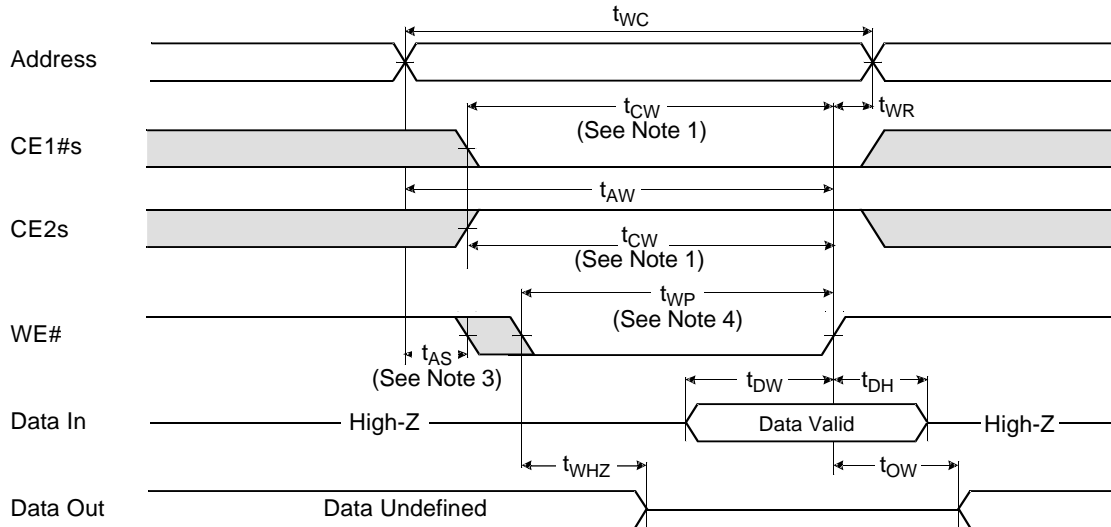 tWC
Address
tCW
(See Note 1)
tWR
CE1#s
tAW
CE2s
tCW
(See Note 1)
tWP
(See Note 4)
WE#
tAS
(See Note 3)
tDW
tDH
Data In
High-Z
Data Valid
High-Z
tWHZ
tOW
Data Out
Data Undefined